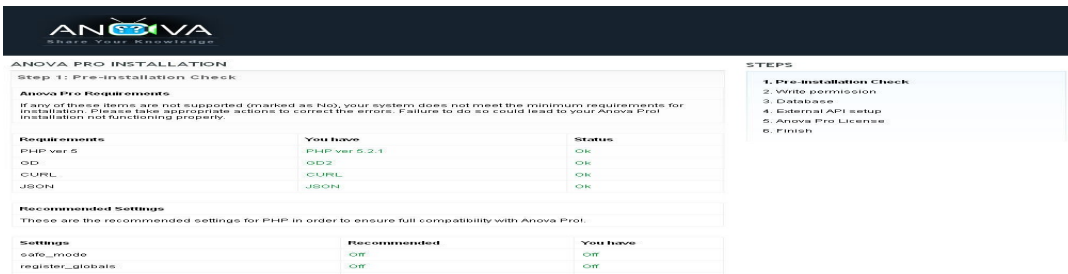 ANOVA
Share Your Knowledge
ANOVA PRO INSTALLATION
Step 1: Pre-installation Check
Anova Pro Requirements
If any of these items are not supported (marked as No), your system does not meet the minimum requirements for
installation. Please take appropriate actions to correct the errors. Failure to do so could lead to your Anova Pro!
installation not functioning properly.
Requirements You have Status
PHP ver 5 PHP ver 5.2.1 Ok
GD GD2 Ok
CURL CURL Ok
JSON JSON Ok
Recommended Settings
These are the recommended settings for PHP in order to ensure full compatibility with Anova Pro!.
Settings Recommended You have
safe_mode Off Off
register_globals Off Off
STEPS
1. Pre-installation Check
2. Write permission
3. Database
4. External API setup
5. Anova Pro License
6. Finish